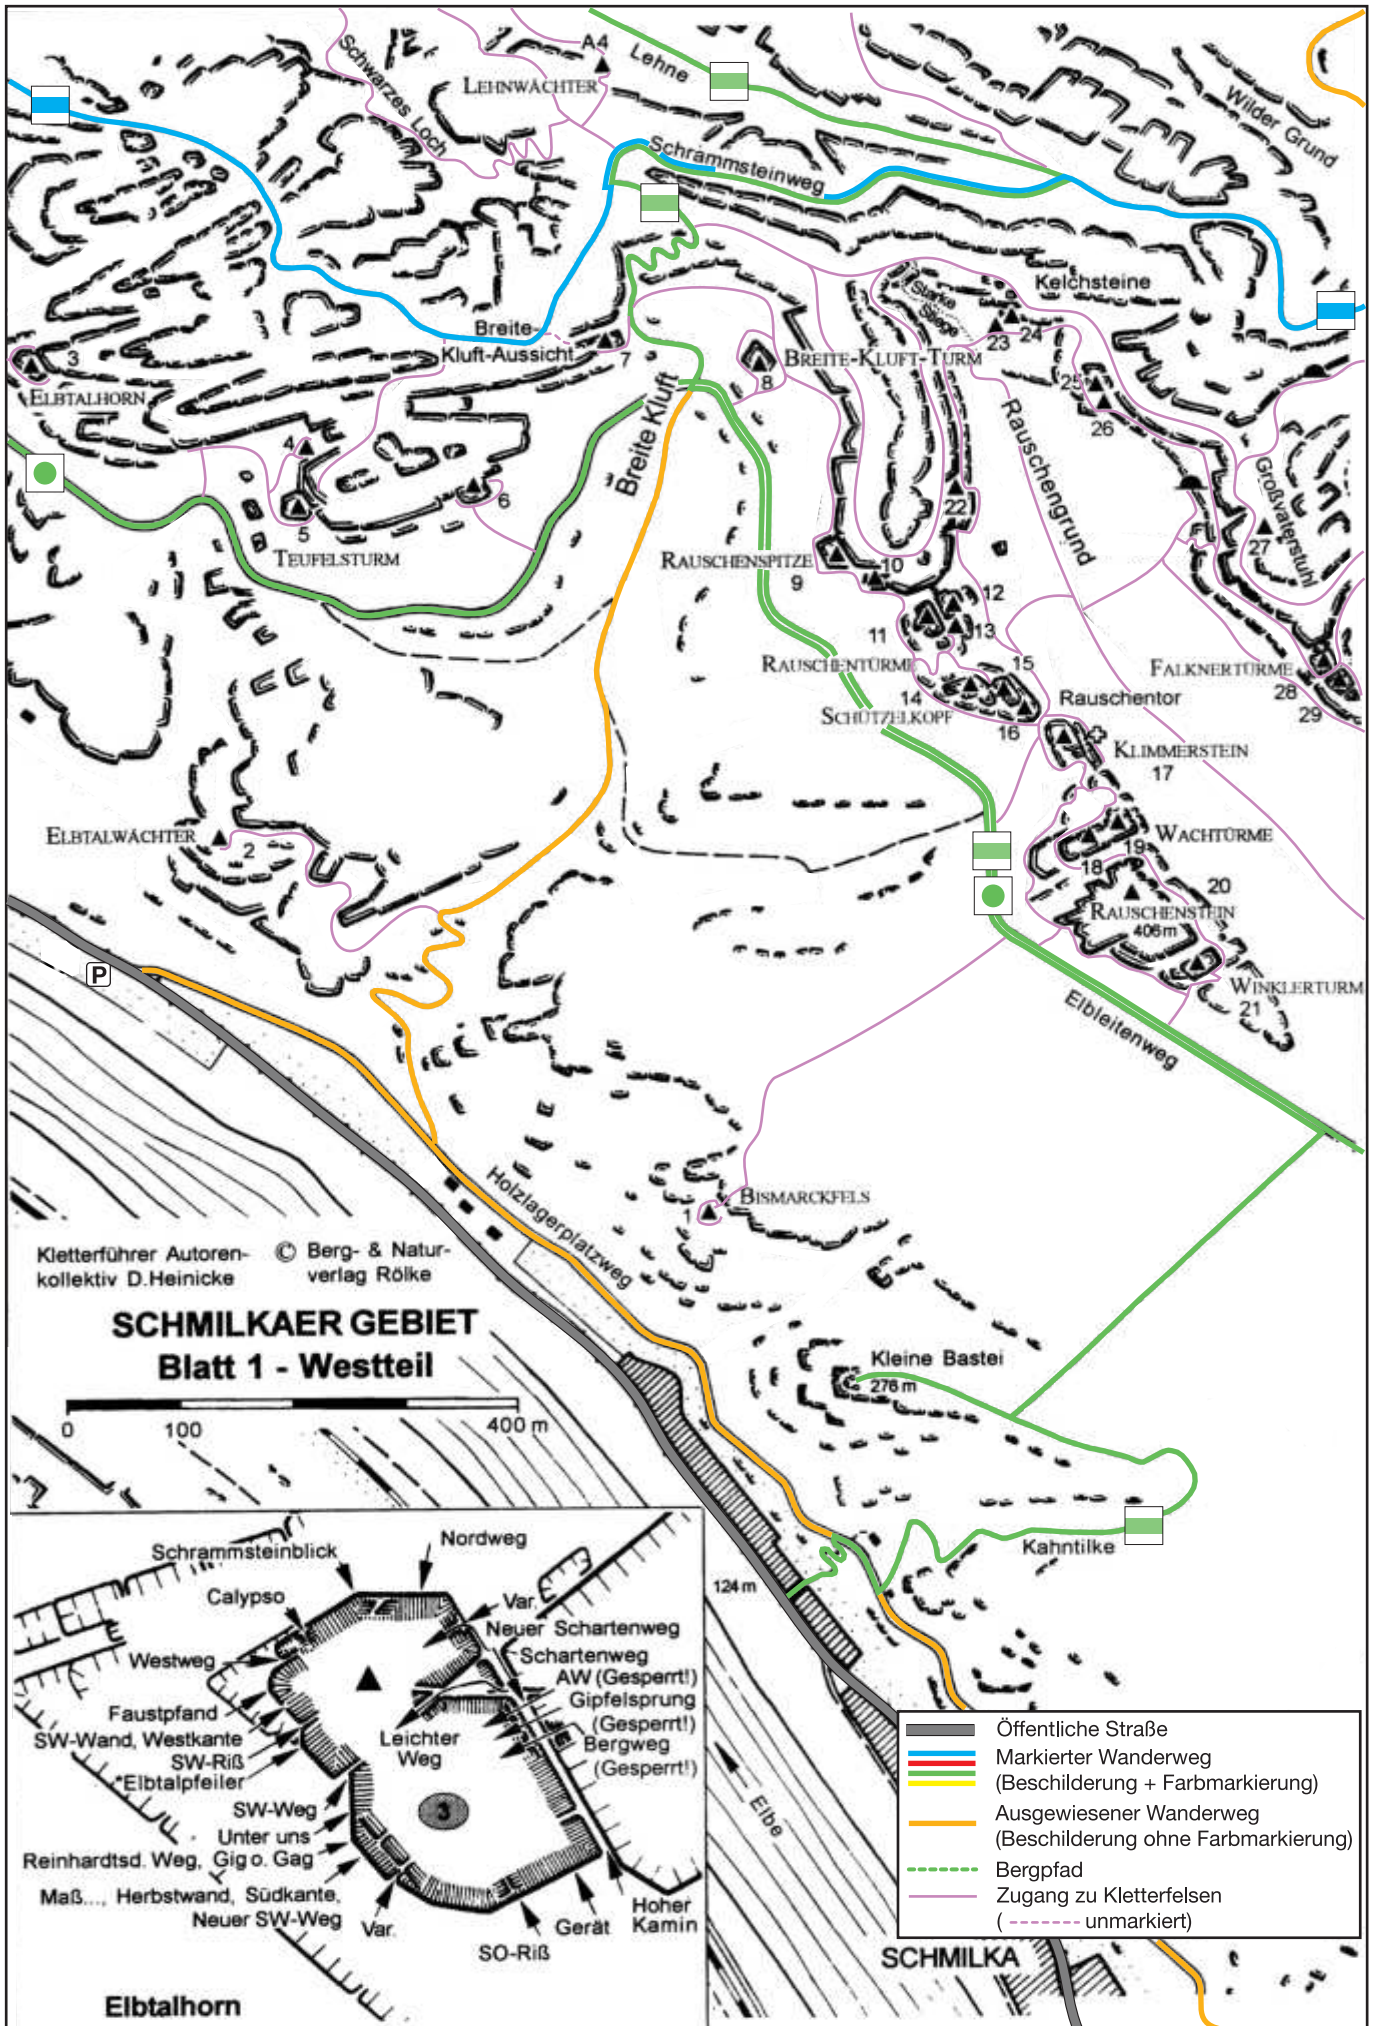 A4
Lehne
Schwarzes Loch
LEHNWÄCHTER
Wilder Grund
Schrammsteinweg
Kelchsteine
Starke
Stiege
23
24
Breite-
Kluft-Aussicht
7
3
ELBTALHORN
BREITE-KLUFT-TURM
8
25
26
Breite Kluft
Rauschengrund
Großvaterstuhl
4
5
6
22
27
TEUFELSTURM
RAUSCHENSPITZE
9
10
12
13
11
RAUSCHENTÜRME
15
14
FALKNERTÜRME
28
29
Rauschentor
SCHÜTZELKOPF
16
KLIMMERSTEIN
17
ELBTALWÄCHTER
2
WACHTÜRME
19
18
20
RAUSCHENSTEIN
406m
P
WINKLERTURM
21
Elbleitenweg
Holzlagerplatzweg
BISMARCKFELS
1
Kletterführer Autoren-
kollektiv D.Heinicke
© Berg- & Natur-
verlag Rölke
SCHMILKAER GEBIET
Blatt 1 - Westteil
0
100
400 m
Kleine Bastei
276 m
Kahntilke
124 m
Elbe
SCHMILKA
Nordweg
Schrammsteinblick
Calypso
Var.
Neuer Schartenweg
Schartenweg
Westweg
AW (Gesperrt!)
Gipfelsprung
(Gesperrt!)
Faustpfand
SW-Wand, Westkante
Leichter
Weg
Bergweg
(Gesperrt!)
SW-Riß
*Elbtalpfeiler
SW-Weg
3
Unter uns
Reinhardtsd. Weg, Gig o. Gag
Maß..., Herbstwand, Südkante,
Neuer SW-Weg
Var.
Hoher
Kamin
Gerät
SO-Riß
Elbtalhorn
Öffentliche Straße
Markierter Wanderweg
(Beschilderung + Farbmarkierung)
Ausgewiesener Wanderweg
(Beschilderung ohne Farbmarkierung)
Bergpfad
Zugang zu Kletterfelsen
( unmarkiert)